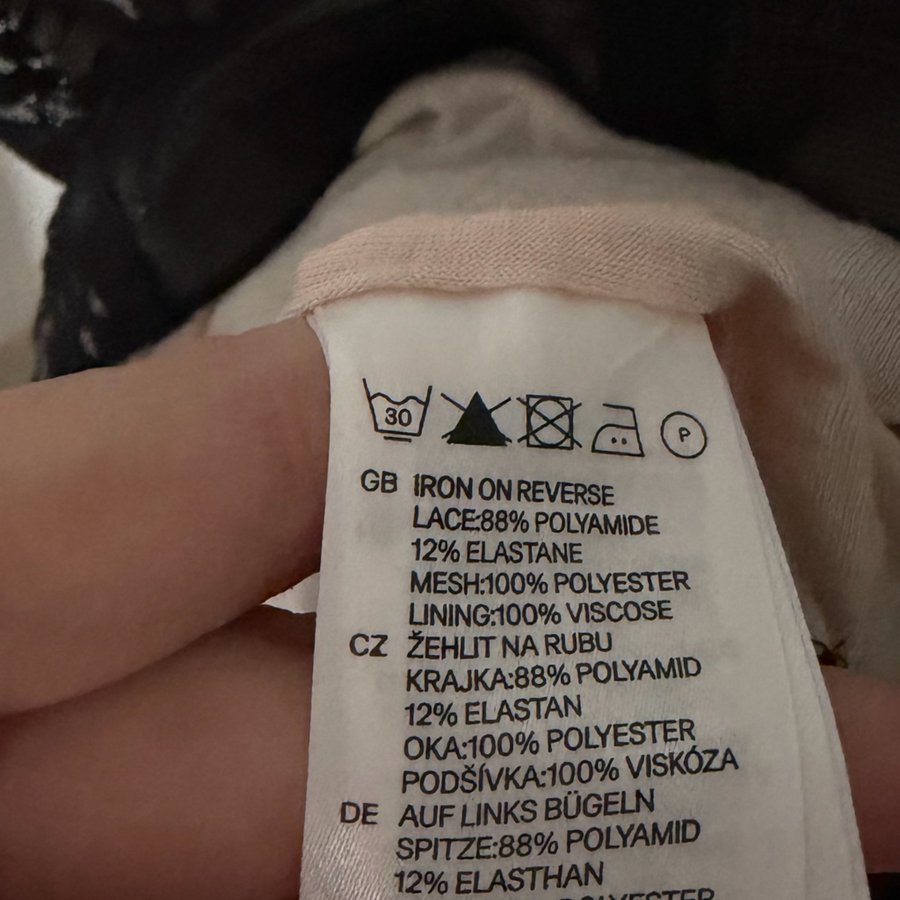 30 P
GB IRON ON REVERSE
LACE:88% POLYAMIDE
12% ELASTANE
MESH:100% POLYESTER
LINING:100% VISCOSE
CZ ŽEHLIT NA RUBU
KRAJKA:88% POLYAMID
12% ELASTAN
OKA:100% POLYESTER
PODŠÍVKA:100% VISKÓZA
DE AUF LINKS BÜGELN
SPITZE:88% POLYAMID
12% ELASTHAN
POLYESTER